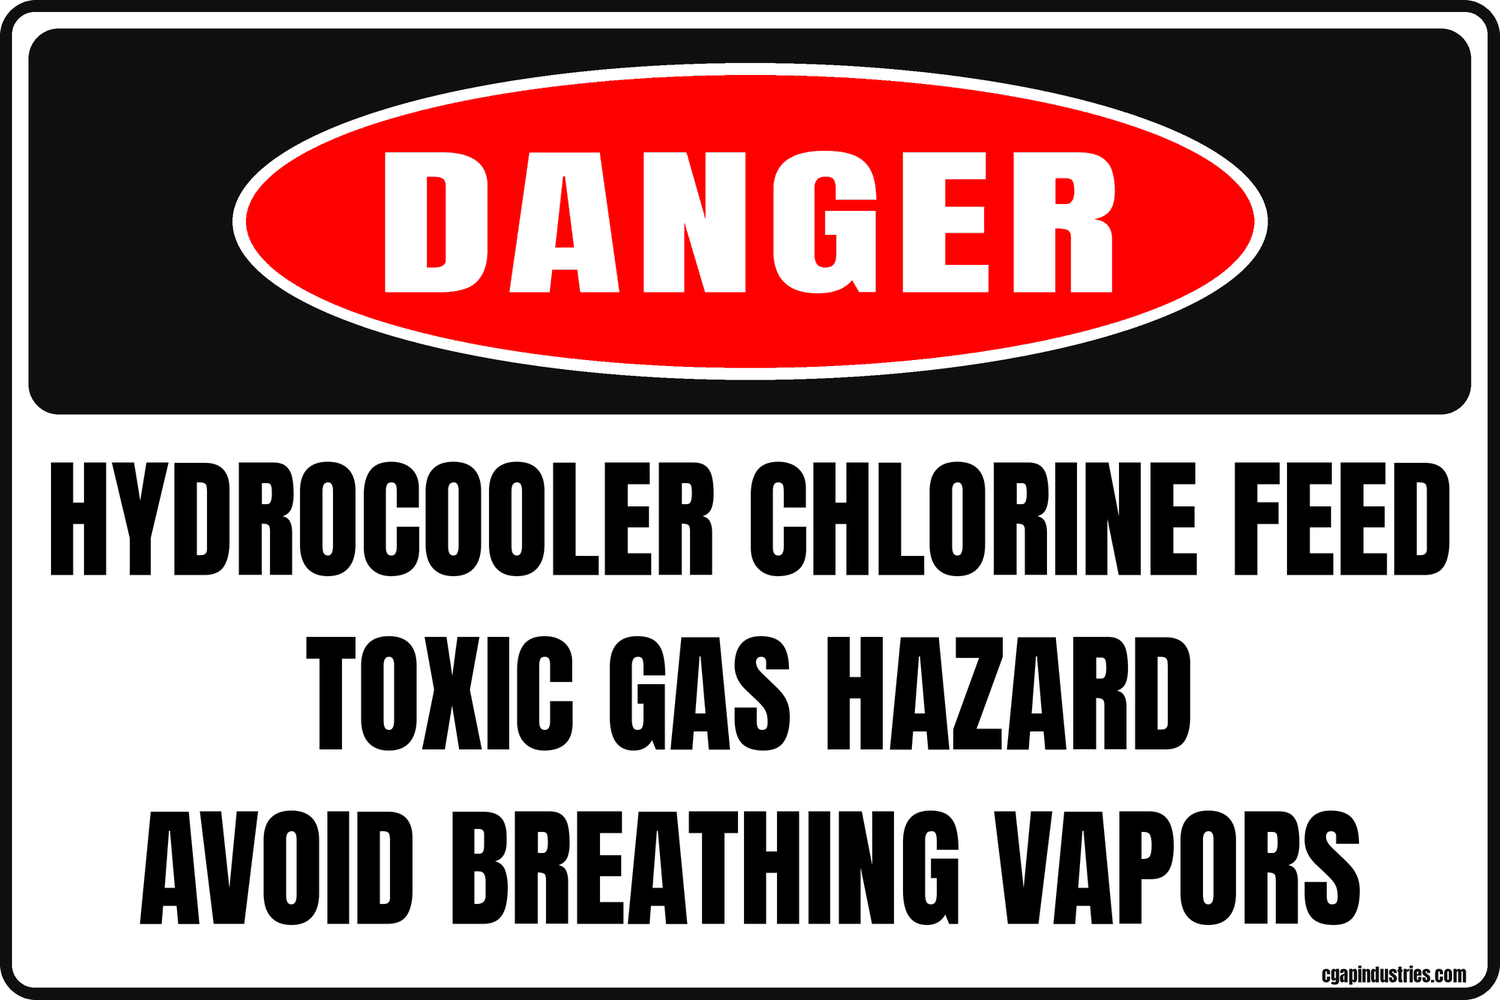 DANGER
HYDROCOOLER CHLORINE FEED
TOXIC GAS HAZARD
AVOID BREATHING VAPORS
cgapindustries.com